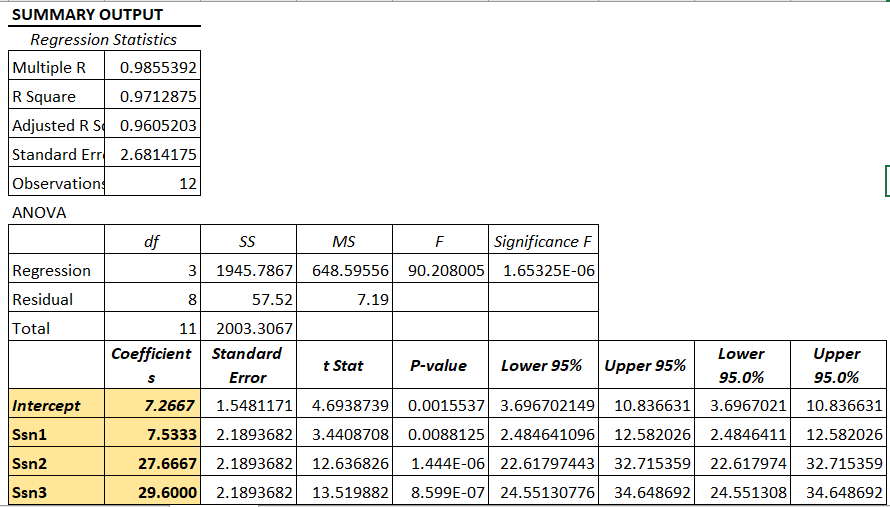 SUMMARY OUTPUT
Regression Statistics
Multiple R 0.9855392
R Square 0.9712875
Adjusted R Sq 0.9605203
Standard Erro 2.6814175
Observations 12
ANOVA
df SS MS F Significance F
Regression 3 1945.7867 648.59556 90.208005 1.65325E-06
Residual 8 57.52 7.19
Total 11 2003.3067
Coefficient Standard Lower Upper
t Stat P-value Lower 95% Upper 95%
s Error 95.0% 95.0%
Intercept 7.2667 1.5481171 4.6938739 0.0015537 3.696702149 10.836631 3.6967021 10.836631
Ssn1 7.5333 2.1893682 3.4408708 0.0088125 2.484641096 12.582026 2.4846411 12.582026
Ssn2 27.6667 2.1893682 12.636826 1.444E-06 22.61797443 32.715359 22.617974 32.715359
Ssn3 29.6000 2.1893682 13.519882 8.599E-07 24.55130776 34.648692 24.551308 34.648692